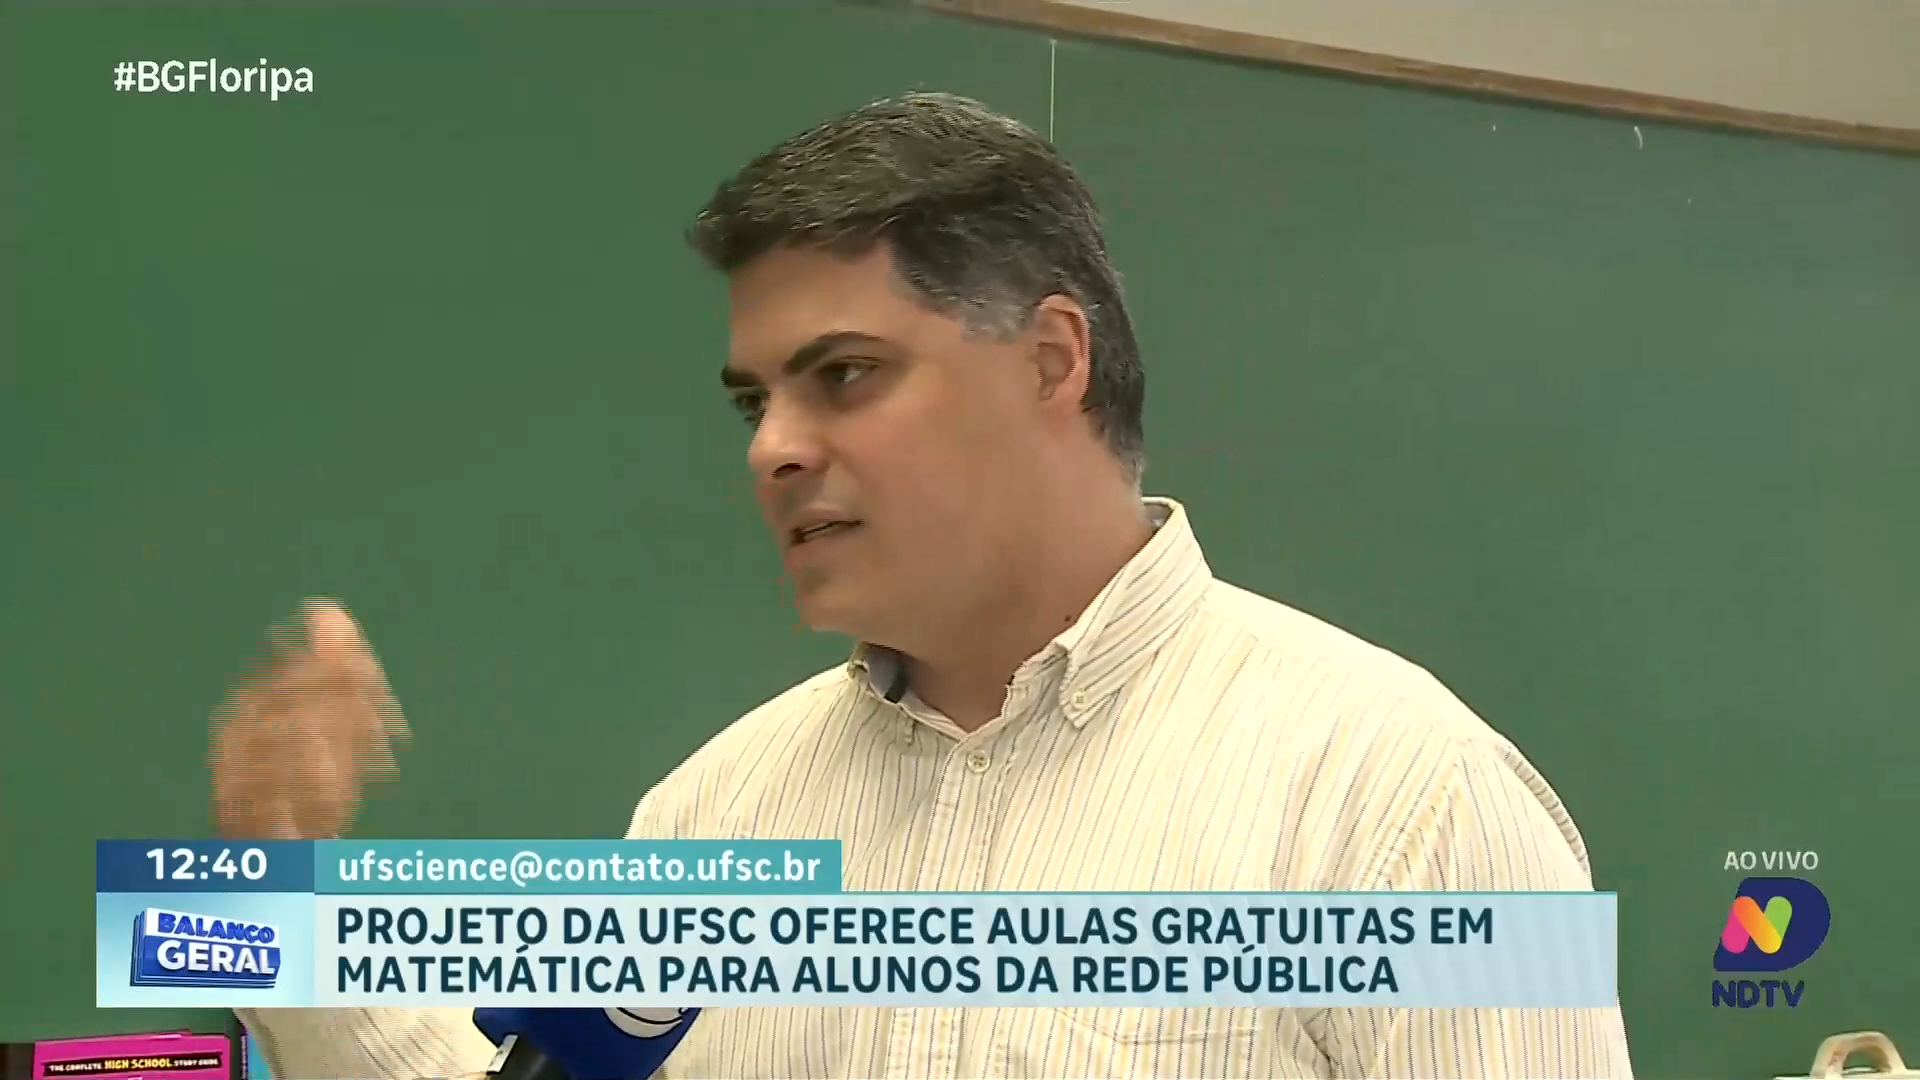 #BGFloripa
12:40
ufscience@contato.ufsc.br
BALANÇO
GERAL
PROJETO DA UFSC OFERECE AULAS GRATUITAS EM
MATEMÁTICA PARA ALUNOS DA REDE PÚBLICA
AO VIVO
NDTV
THE COMPLETE HIGH SCHOOL STUDY GUIDE